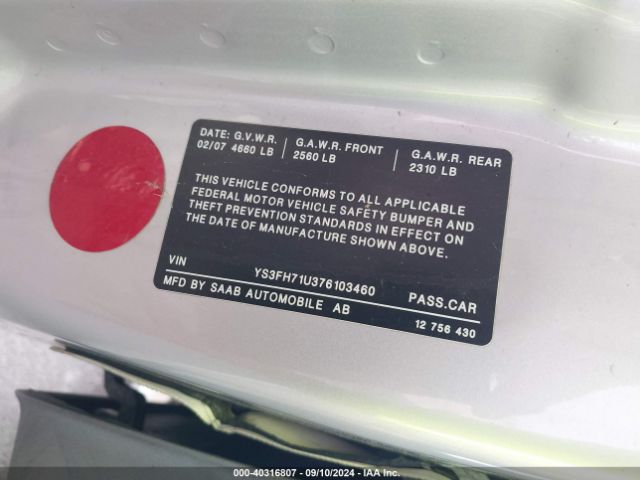 DATE: G.V.W.R. G.A.W.R. FRONT G.A.W.R. REAR
02/07 4660 LB 2560 LB 2310 LB
THIS VEHICLE CONFORMS TO ALL APPLICABLE
FEDERAL MOTOR VEHICLE SAFETY BUMPER AND
THEFT PREVENTION STANDARDS IN EFFECT ON
THE DATE OF MANUFACTURE SHOWN ABOVE.
VIN YS3FH71U376103460 PASS.CAR
MFD BY SAAB AUTOMOBILE AB 12 756 430
000-40316807 - 09/10/2024 - IAA Inc.